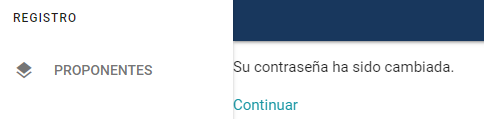 REGISTRO
PROPONENTES
Su contraseña ha sido cambiada.
Continuar